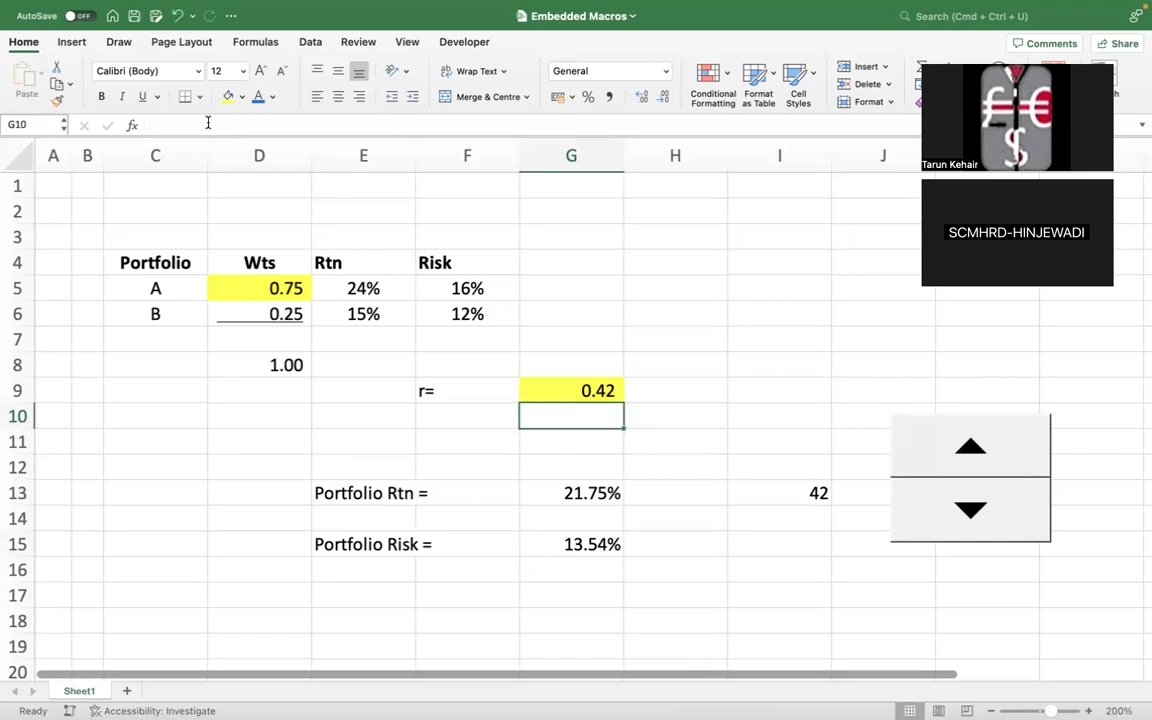 AutoSave OFF Embedded Macros Search (Cmd + Ctrl + U)
Home Insert Draw Page Layout Formulas Data Review View Developer Comments Share
Paste Calibri (Body) 12 A A Wrap Text General Conditional Formatting Format as Table Cell Styles Insert
B I U A Merge & Centre % Delete
Format
G10 fx
Tarun Kehair
SCMHRD-HINJEWADI
A B C D E F G H I J
1
2
3
4 Portfolio Wts Rtn Risk
5 A 0.75 24% 16%
6 B 0.25 15% 12%
7
8 1.00
9 r= 0.42
10
11
12
13 Portfolio Rtn = 21.75% 42
14
15 Portfolio Risk = 13.54%
16
17
18
19
20
Sheet1
Ready Accessibility: Investigate 200%